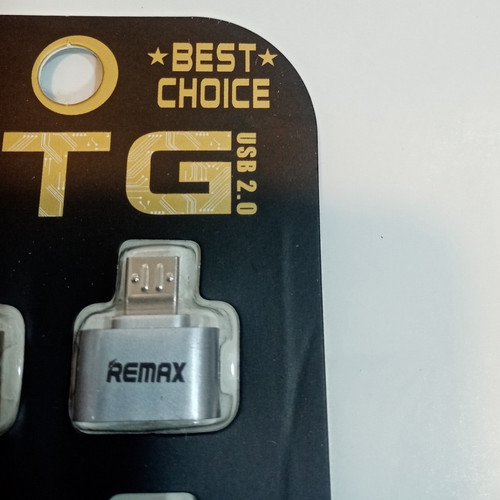 ★BEST★
CHOICE
TG
USB 2.0
REMAX